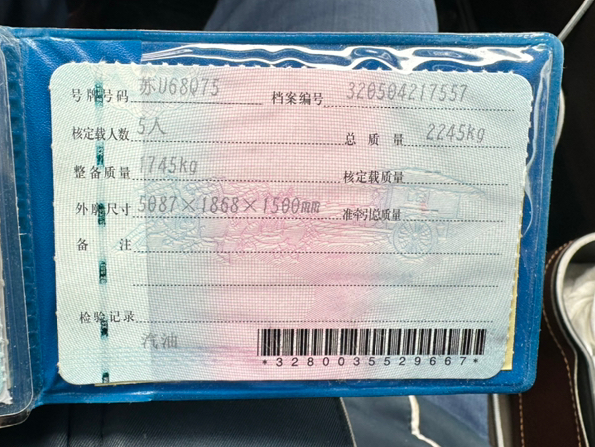 号牌号码 苏U68Q75 档案编号 320504217557
核定载人数 5人 总质量 2245kg
整备质量 1745kg 核定载质量
外廓尺寸 5087×1868×1500mm 准牵引总质量 —
备注
检验记录
汽油
*3280035529667*